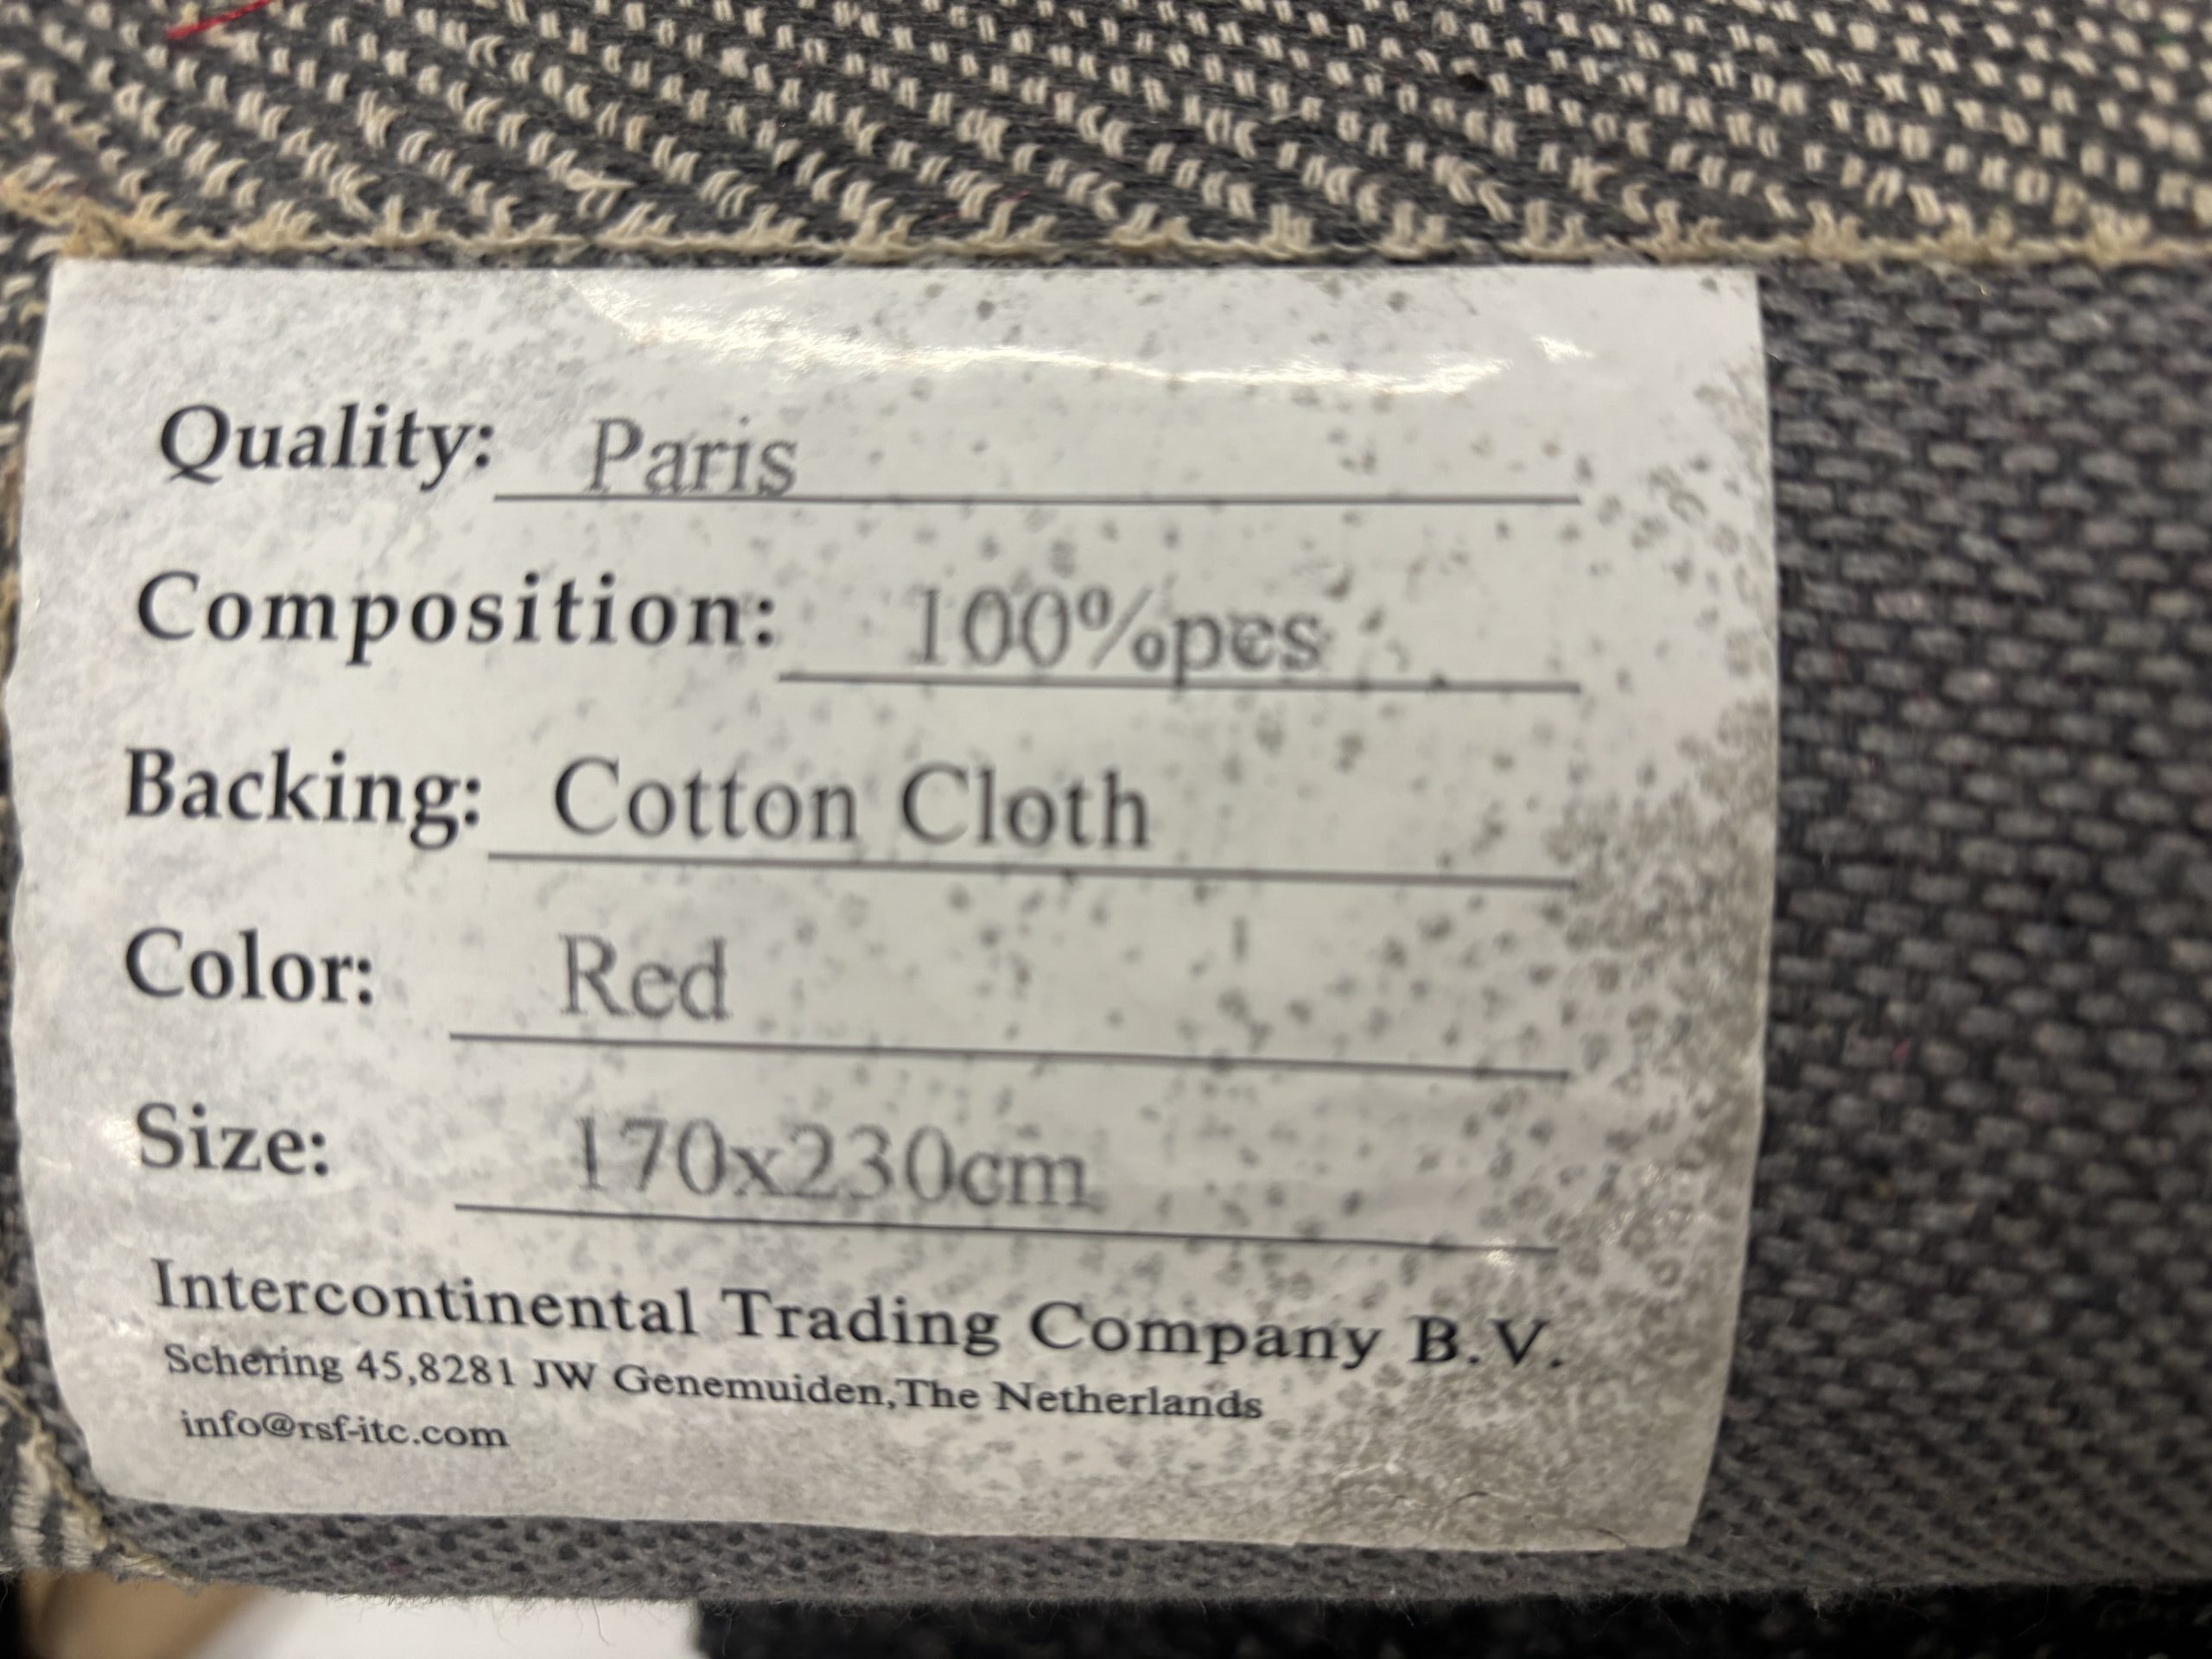 Quality: Paris
Composition: 100%pes
Backing: Cotton Cloth
Color: Red
Size: 170x230cm
Intercontinental Trading Company B.V.
Schering 45,8281 JW Genemuiden,The Netherlands
info@rsf-itc.com